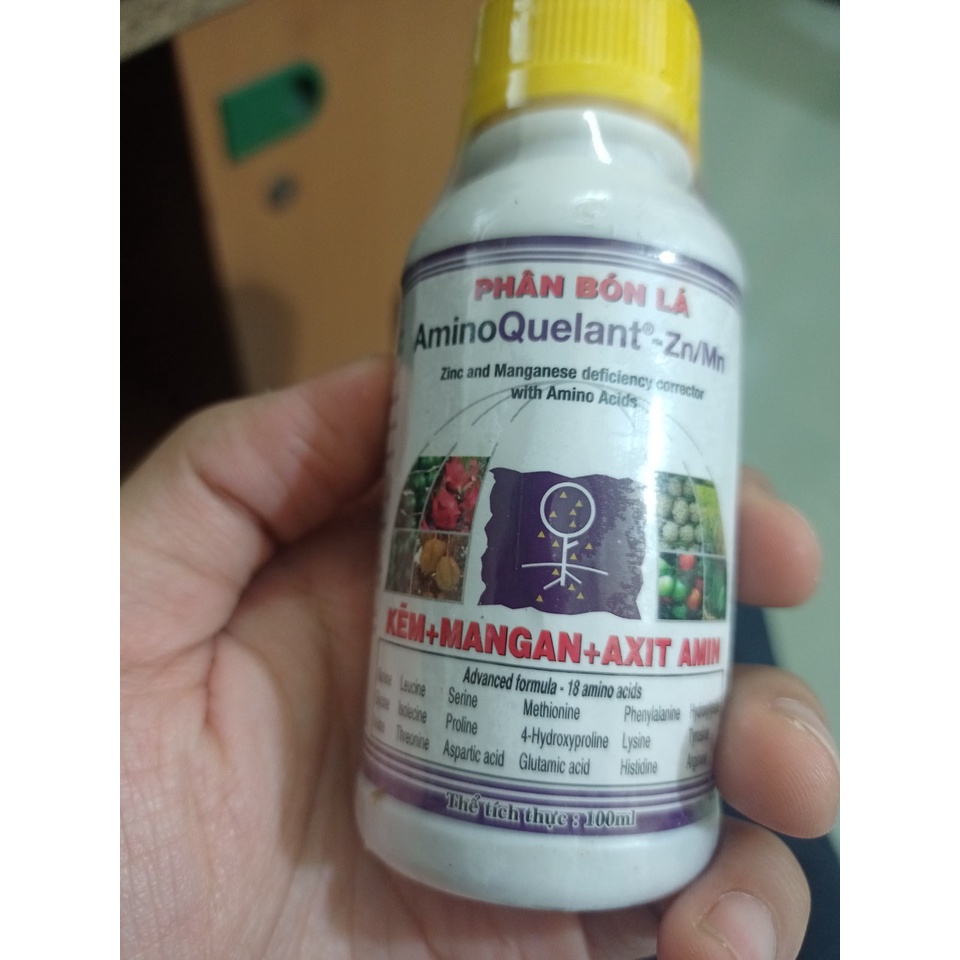 PHÂN BÓN LÁ
AminoQuelant®-Zn/Mn
Zinc and Manganese deficiency corrector
with Amino Acids
KẼM+MANGAN+AXIT AMIN
Advanced formula - 18 amino acids
Leucine Serine Methionine Phenylalanine
Isolecine Proline 4-Hydroxyproline Lysine
Threonine Aspartic acid Glutamic acid Histidine
Thể tích thực : 100ml